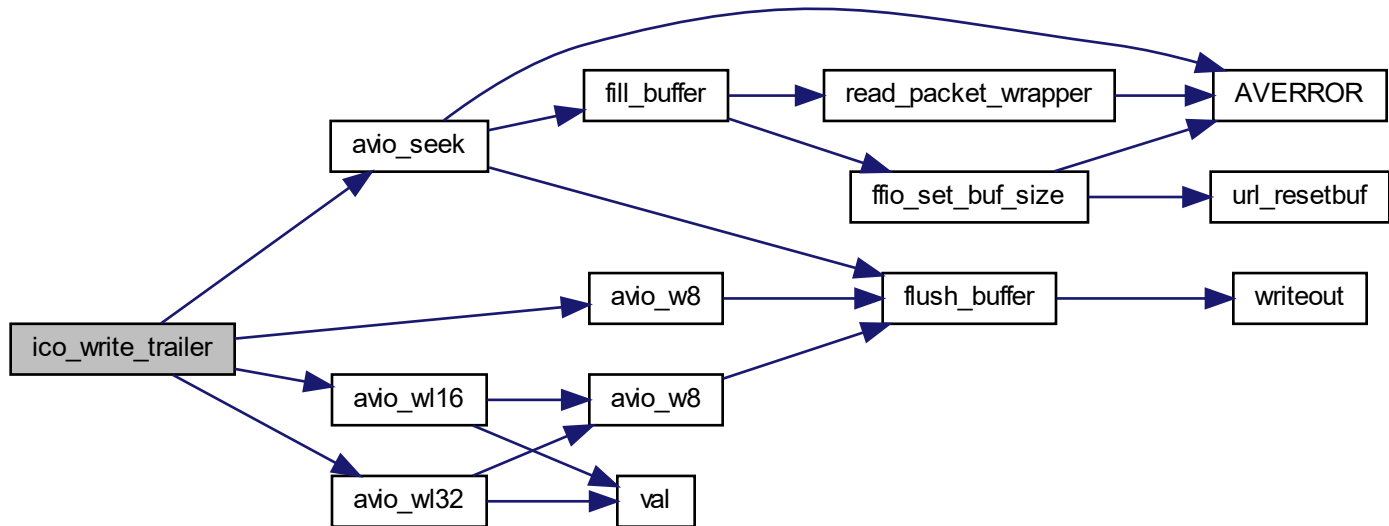 fill_buffer
read_packet_wrapper
AVERROR
avio_seek
ffio_set_buf_size
url_resetbuf
avio_w8
flush_buffer
writeout
ico_write_trailer
avio_wl16
avio_w8
avio_wl32
val